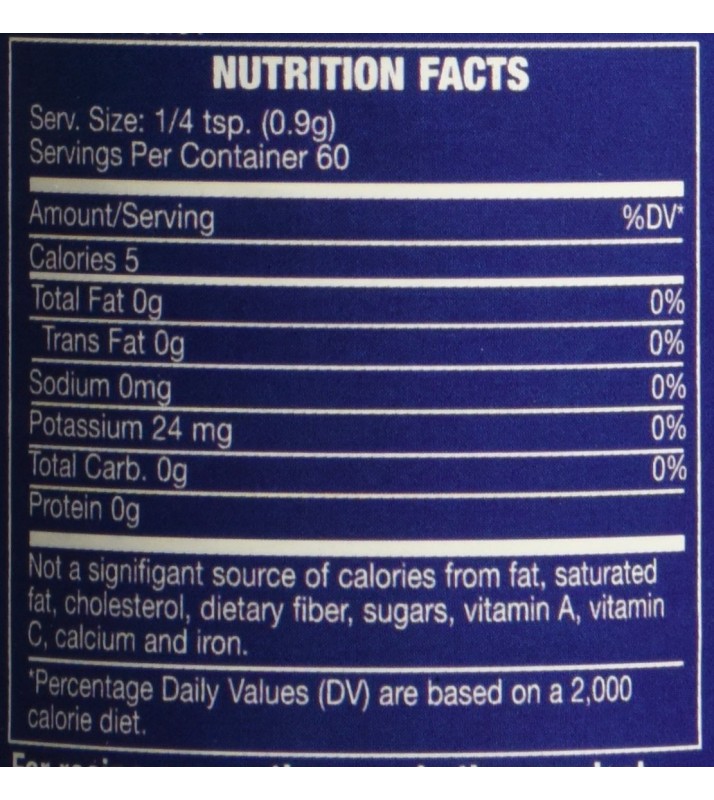 NUTRITION FACTS
Serv. Size: 1/4 tsp. (0.9g)
Servings Per Container 60
Amount/Serving %DV*
Calories 5
Total Fat 0g 0%
Trans Fat 0g 0%
Sodium 0mg 0%
Potassium 24 mg 0%
Total Carb. 0g 0%
Protein 0g
Not a signifigant source of calories from fat, saturated
fat, cholesterol, dietary fiber, sugars, vitamin A, vitamin
C, calcium and iron.
*Percentage Daily Values (DV) are based on a 2,000
calorie diet.
For